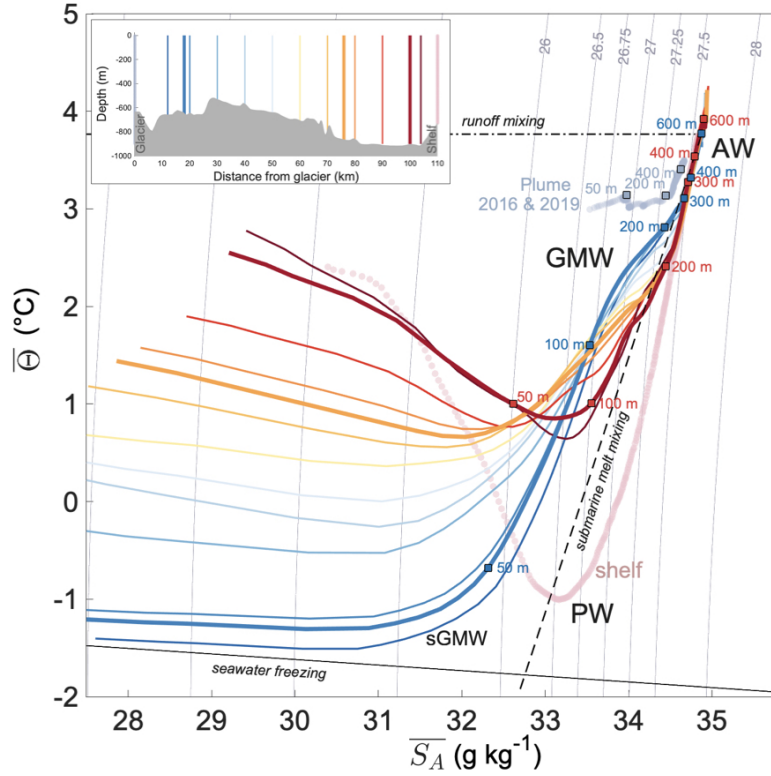 5
4
3
2
1
0
-1
-2
Θ (°C)
28
29
30
31
32
33
34
35
S_A (g kg⁻¹)
0
-200
-400
-600
-800
-1000
Depth (m)
Glacier
Shelf
0 10 20 30 40 50 60 70 80 90 100 110
Distance from glacier (km)
26
26.5
26.75
27
27.25
27.5
28
runoff mixing
600 m
600 m
AW
400 m
400 m
400 m
300 m
300 m
Plume
2016 & 2019
50 m
200 m
200 m
GMW
200 m
100 m
50 m
100 m
submarine melt mixing
50 m
shelf
PW
sGMW
seawater freezing